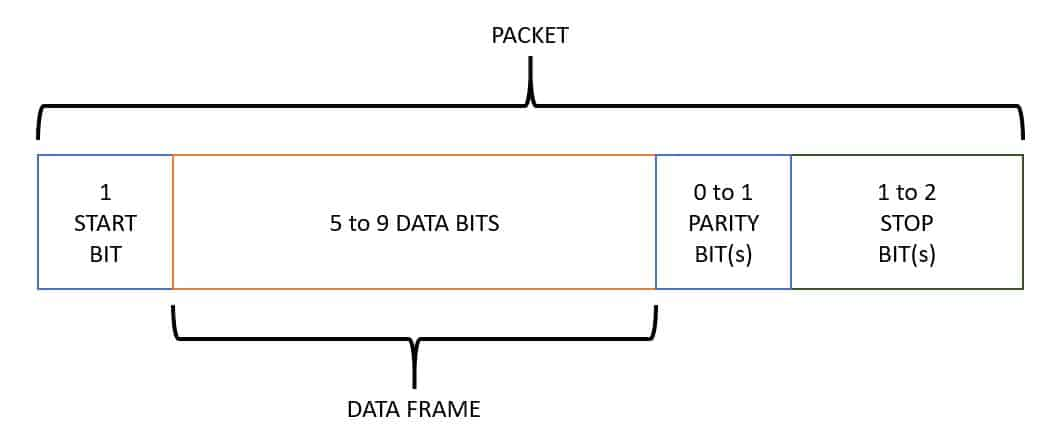 PACKET
1
START
BIT
5 to 9 DATA BITS
0 to 1
PARITY
BIT(s)
1 to 2
STOP
BIT(s)
DATA FRAME